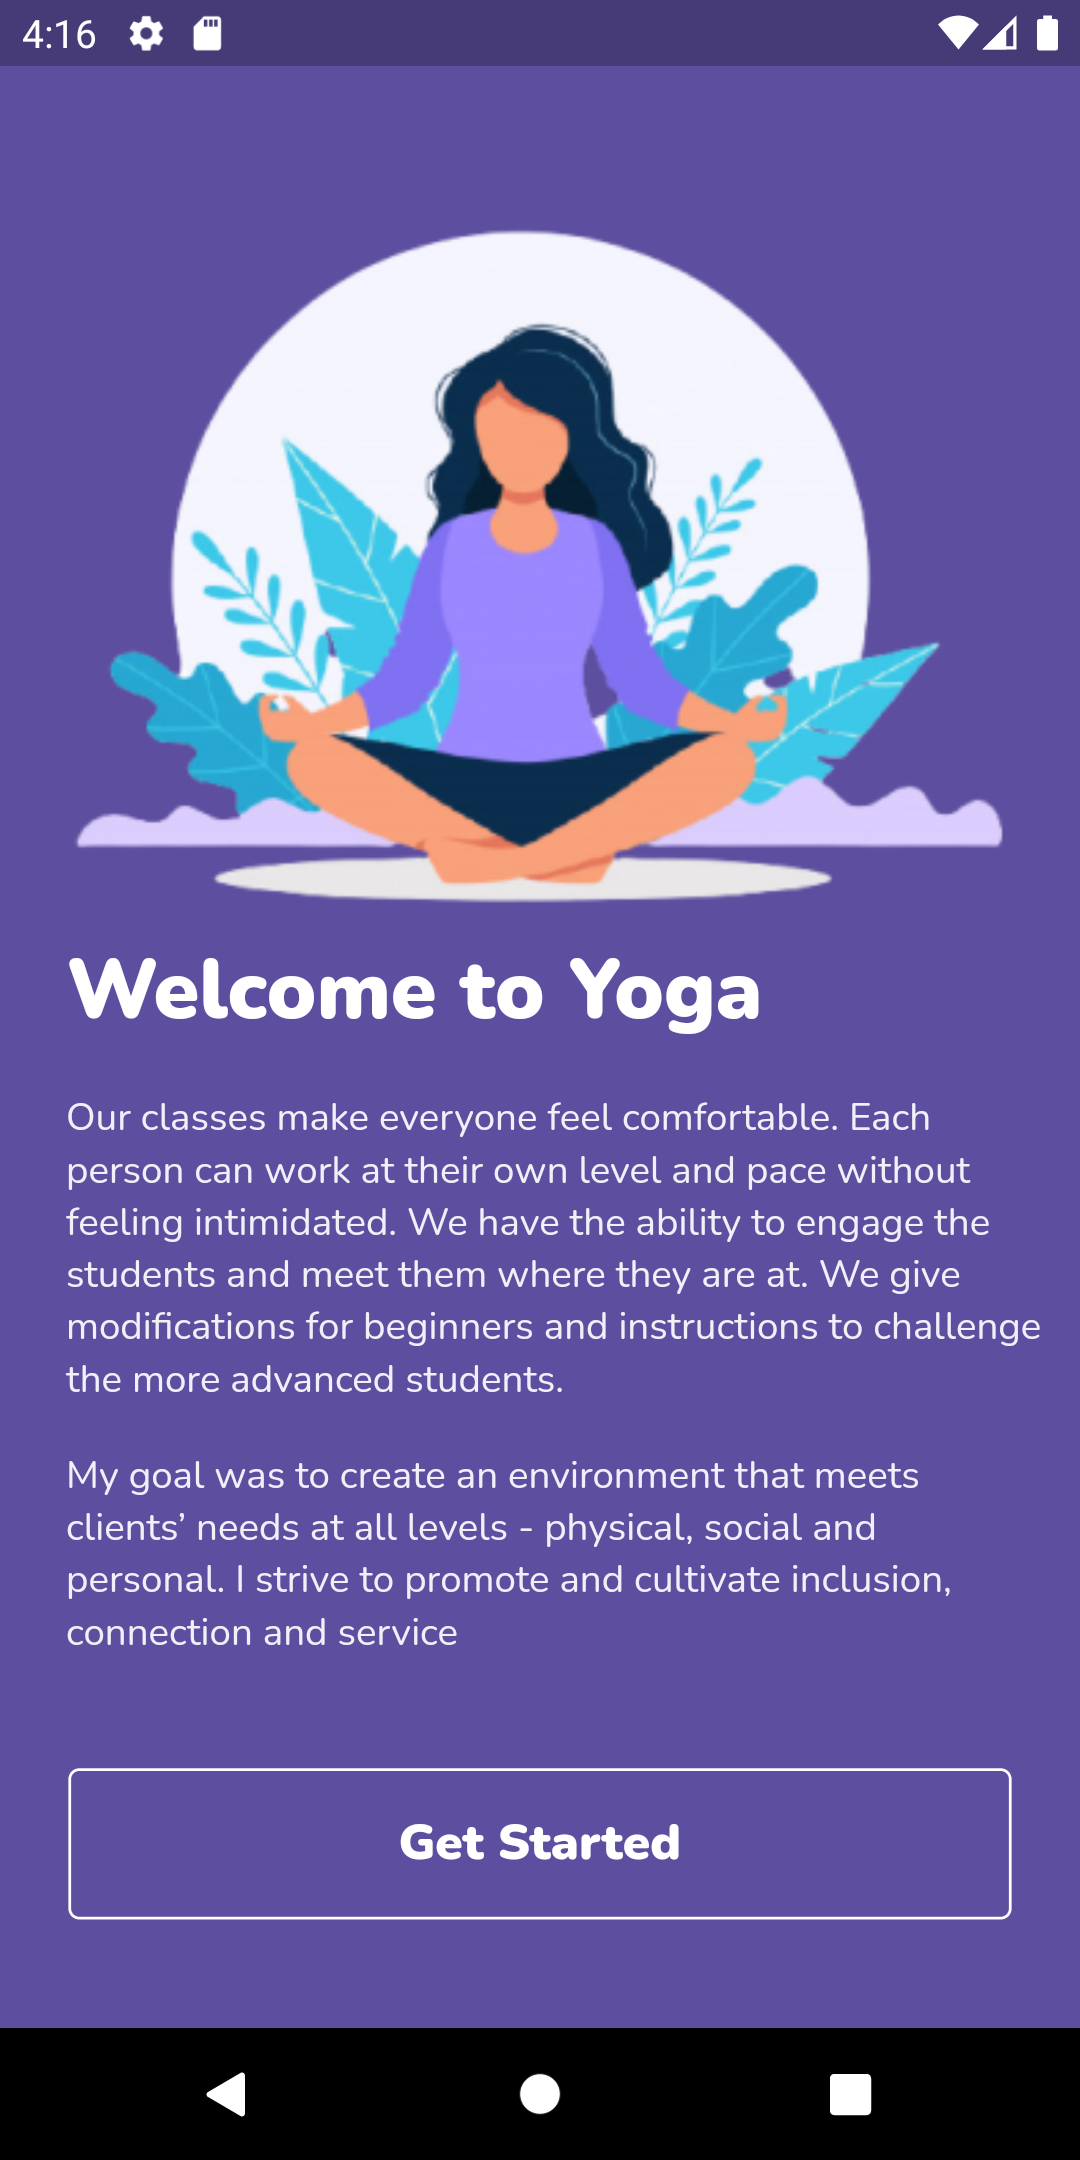 4:16
Welcome to Yoga
Our classes make everyone feel comfortable. Each
person can work at their own level and pace without
feeling intimidated. We have the ability to engage the
students and meet them where they are at. We give
modifications for beginners and instructions to challenge
the more advanced students.
My goal was to create an environment that meets
clients’ needs at all levels - physical, social and
personal. I strive to promote and cultivate inclusion,
connection and service
Get Started